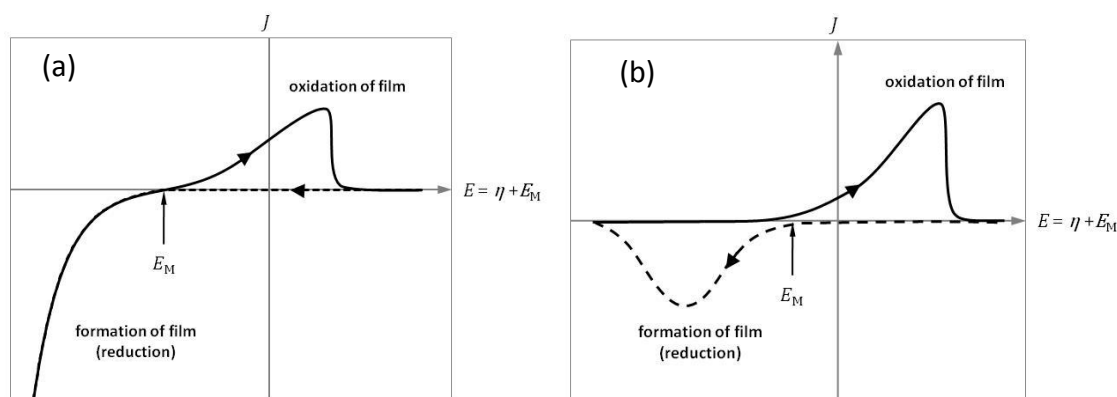 (a)
J
oxidation of film
E = η + E_M
E_M
formation of film
(reduction)
(b)
J
oxidation of film
E = η + E_M
E_M
formation of film
(reduction)